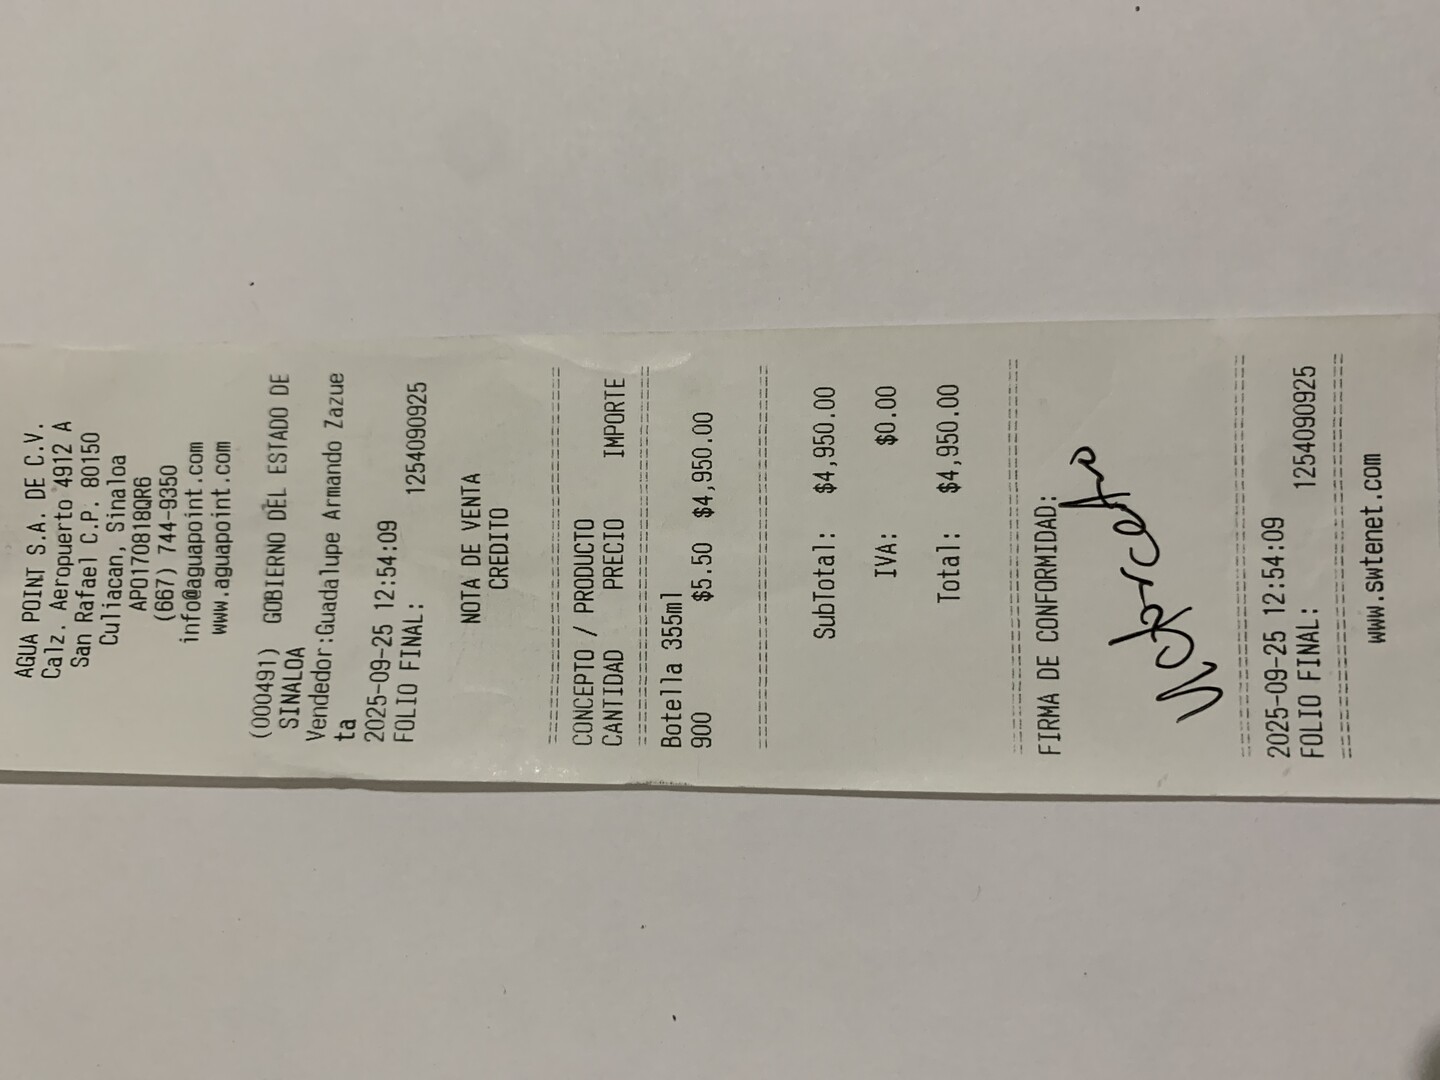 AGUA POINT S.A. DE C.V.
Calz. Aeropuerto 4912 A
San Rafael C.P. 80150
Culiacan, Sinaloa
APO170818QR6
(667) 744-9350
info@aguapoint.com
www.aguapoint.com
(000491) GOBIERNO DEL ESTADO DE
SINALOA
Vendedor:Guadalupe Armando Zazue
ta
2025-09-25 12:54:09
FOLIO FINAL: 1254090925
NOTA DE VENTA
CREDITO
================================
CONCEPTO / PRODUCTO
CANTIDAD PRECIO IMPORTE
================================
Botella 355ml
900 $5.50 $4,950.00
================================
SubTotal: $4,950.00
IVA: $0.00
Total: $4,950.00
================================
FIRMA DE CONFORMIDAD:
================================
2025-09-25 12:54:09
FOLIO FINAL: 1254090925
================================
www.swtenet.com